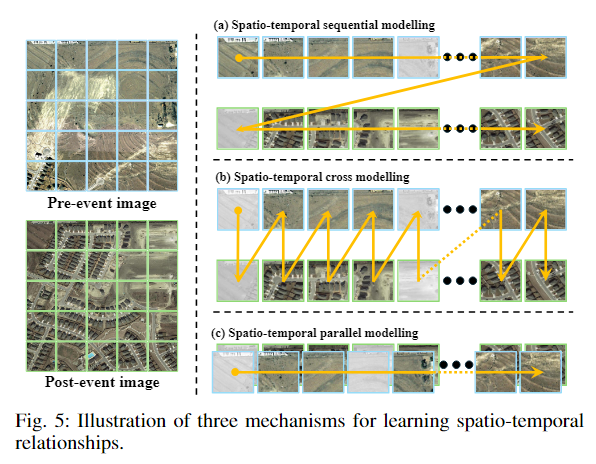 (a) Spatio-temporal sequential modelling
Pre-event image
(b) Spatio-temporal cross modelling
Post-event image
(c) Spatio-temporal parallel modelling
Fig. 5: Illustration of three mechanisms for learning spatio-temporal
relationships.